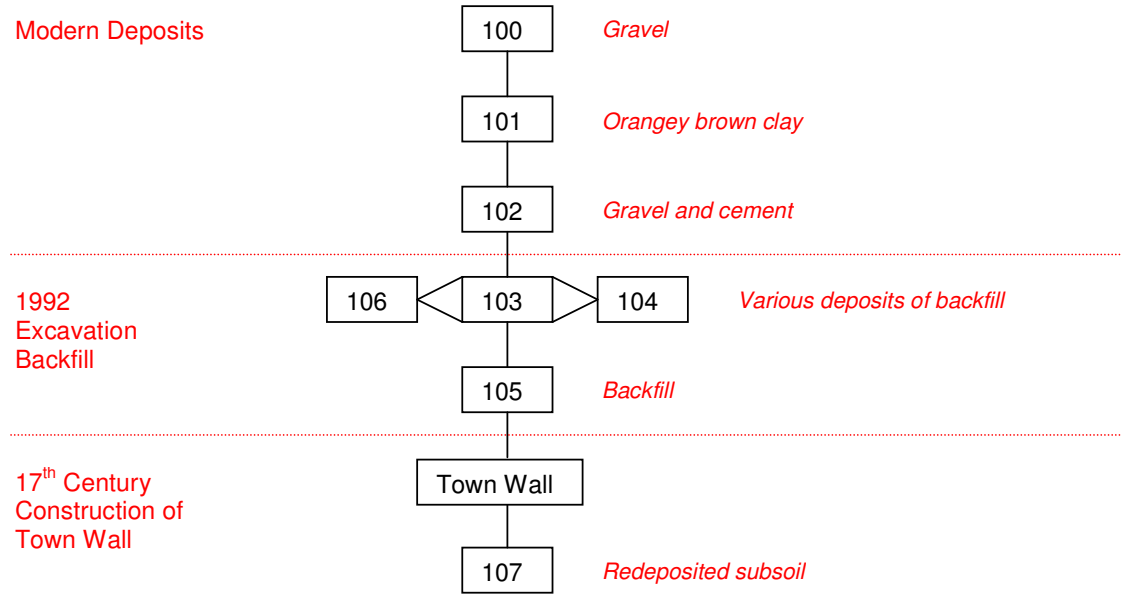 Modern Deposits
100
Gravel
101
Orangey brown clay
102
Gravel and cement
1992
Excavation
Backfill
106
103
104
Various deposits of backfill
105
Backfill
17th Century
Construction of
Town Wall
Town Wall
107
Redeposited subsoil